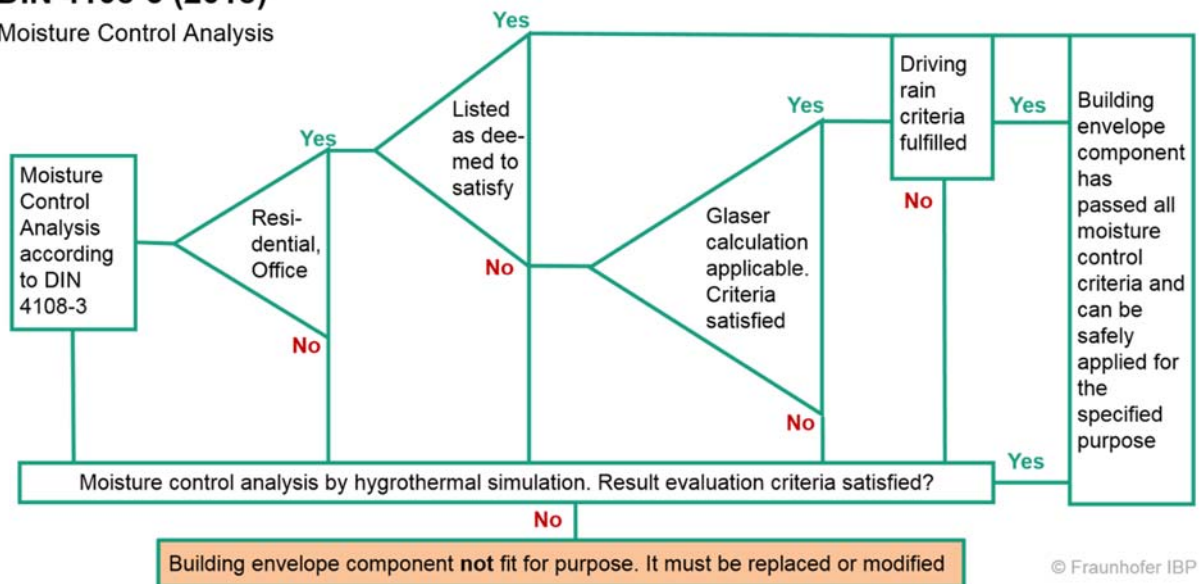 DIN 4108-3 (2018)
Moisture Control Analysis
Moisture
Control
Analysis
according
to DIN
4108-3
Yes
Resi-
dential,
Office
No
Yes
Listed
as dee-
med to
satisfy
No
Yes
Glaser
calculation
applicable.
Criteria
satisfied
No
Driving
rain
criteria
fulfilled
No
Yes
Building
envelope
component
has
passed all
moisture
control
criteria and
can be
safely
applied for
the
specified
purpose
Moisture control analysis by hygrothermal simulation. Result evaluation criteria satisfied?
Yes
No
Building envelope component not fit for purpose. It must be replaced or modified
© Fraunhofer IBP